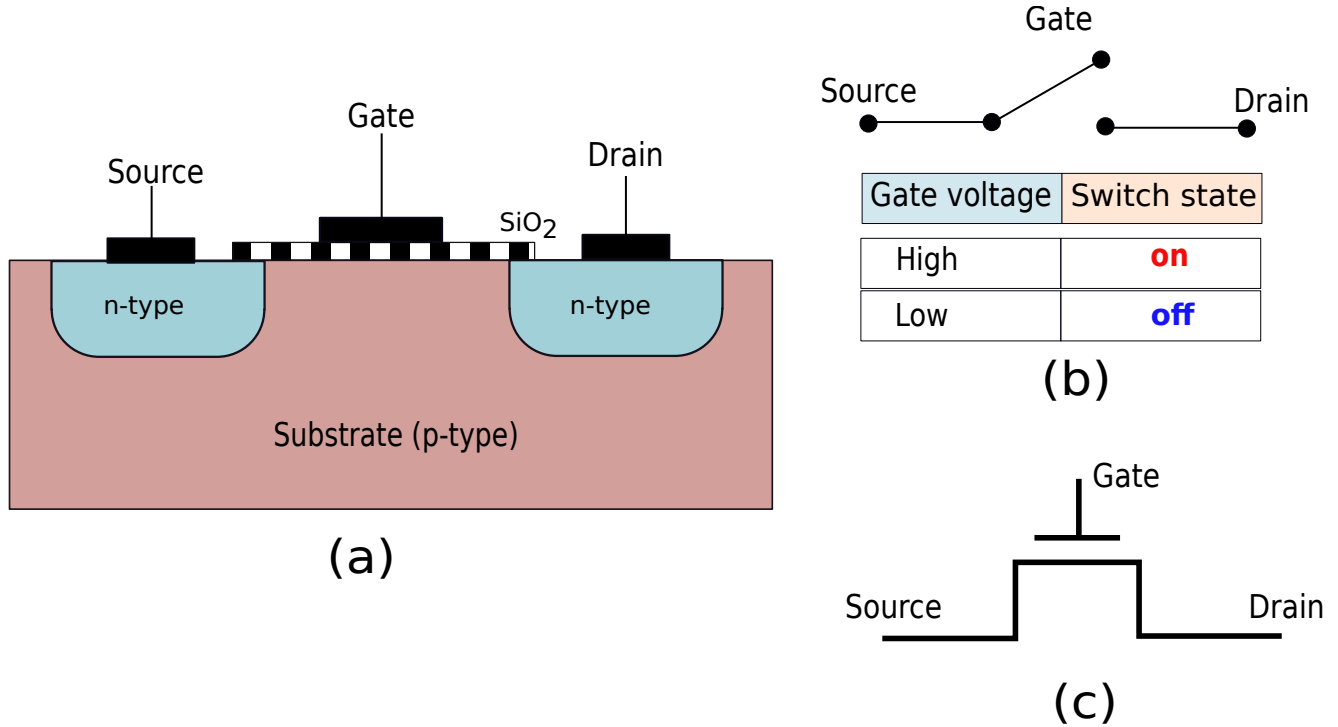 Gate
Source
Drain
SiO2
n-type
n-type
Substrate (p-type)
(a)
Gate
Source
Drain
Gate voltage Switch state
High on
Low off
(b)
Gate
Source
Drain
(c)